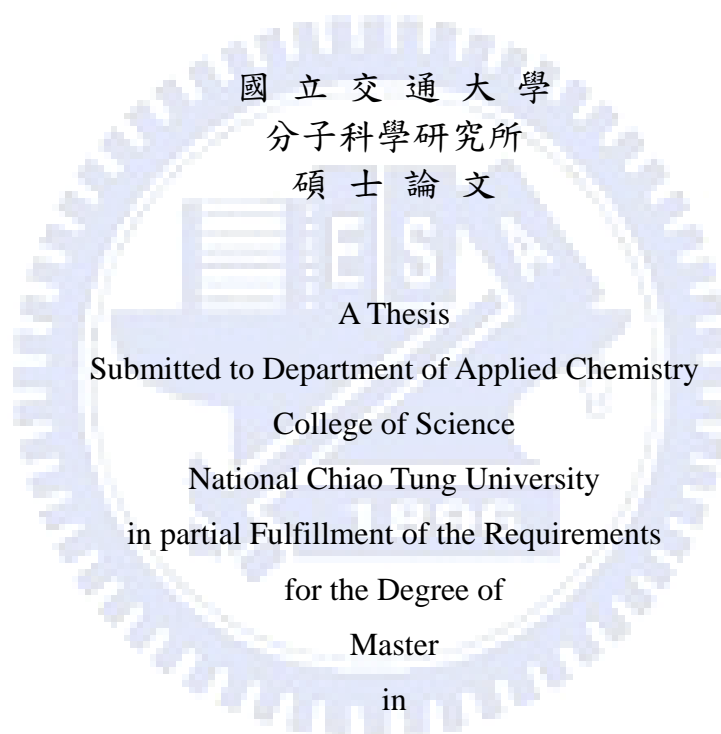 國 立 交 通 大 學
分子科學研究所
碩 士 論 文
E S A
A Thesis
Submitted to Department of Applied Chemistry
College of Science
National Chiao Tung University
in partial Fulfillment of the Requirements
for the Degree of
Master
in
1896